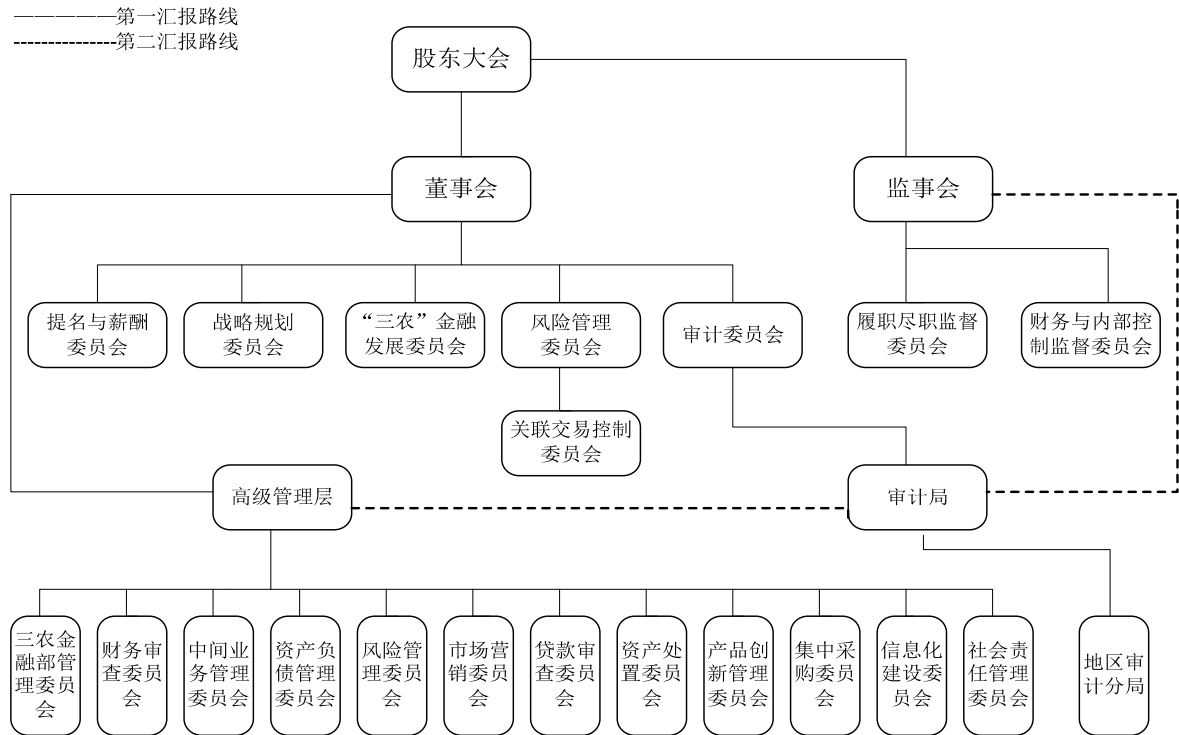 第一汇报路线
第二汇报路线
股东大会
董事会
监事会
提名与薪酬
委员会
战略规划
委员会
“三农”金融
发展委员会
风险管理
委员会
审计委员会
履职尽职监督
委员会
财务与内部控
制监督委员会
关联交易控制
委员会
高级管理层
审计局
三农金
融部管
理委员
会
财务审
查委员
会
中间业
务管理
委员会
资产负
债管理
委员会
风险管
理委员
会
市场营
销委员
会
贷款审
查委员
会
资产处
置委员
会
产品创
新管理
委员会
集中采
购委员
会
信息化
建设委
员会
社会责
任管理
委员会
地区审
计分局